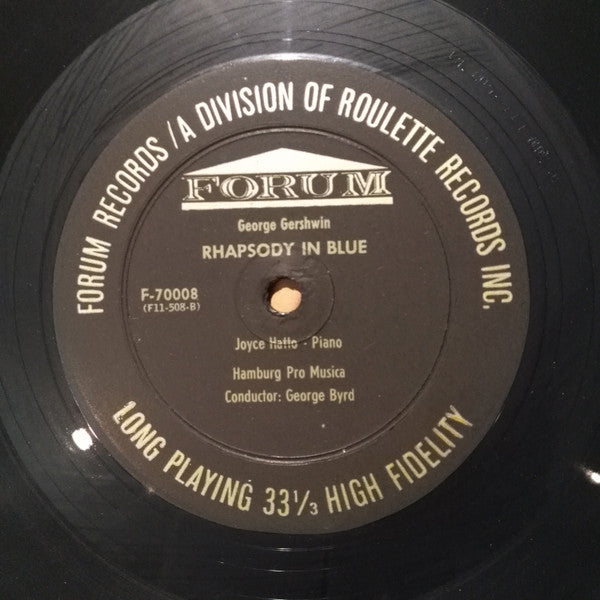 FORUM RECORDS / A DIVISION OF ROULETTE RECORDS INC.
FORUM
George Gershwin
RHAPSODY IN BLUE
F-70008
(F11-508-B)
Joyce Hatto - Piano
Hamburg Pro Musica
Conductor: George Byrd
LONG PLAYING 33⅓ HIGH FIDELITY